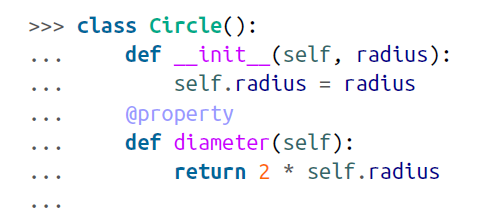 >>> class Circle():
...     def __init__(self, radius):
...         self.radius = radius
...     @property
...     def diameter(self):
...         return 2 * self.radius
...